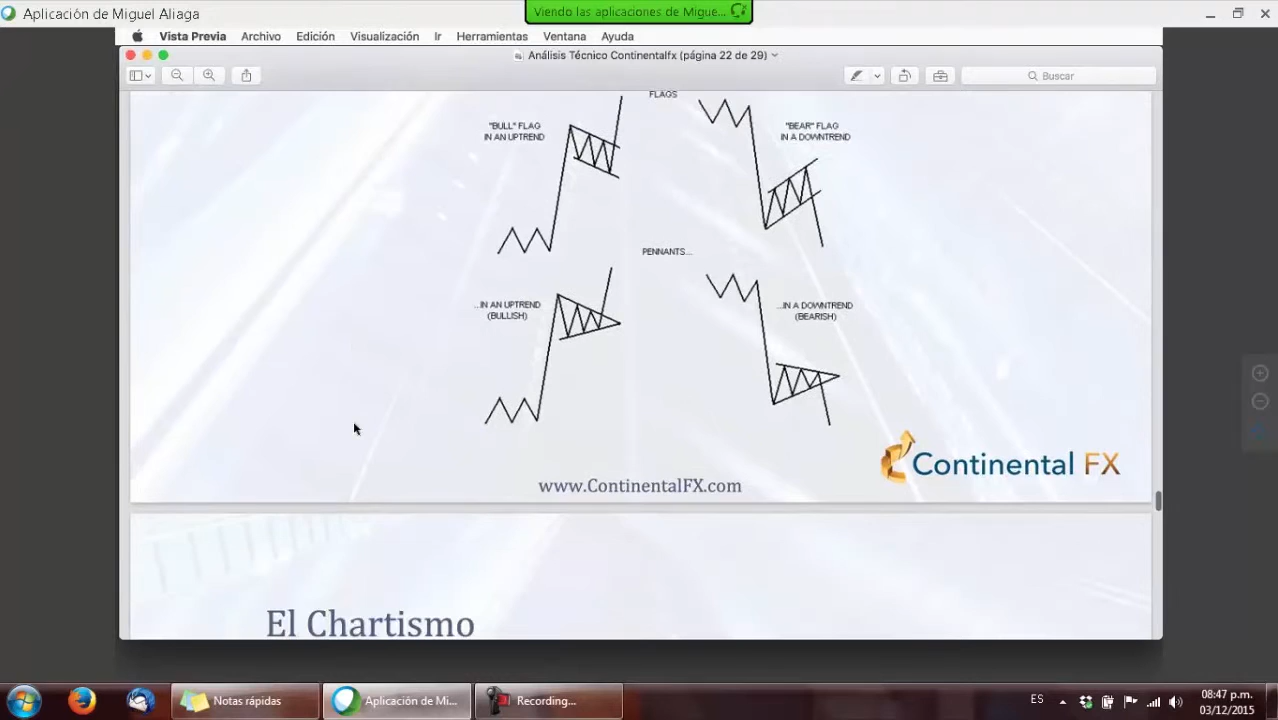 Aplicación de Miguel Aliaga
Viendo las aplicaciones de Migue...
Vista Previa Archivo Edición Visualización Ir Herramientas Ventana Ayuda
Análisis Técnico Continentalfx (página 22 de 29)
Buscar
FLAGS
"BULL" FLAG
IN AN UPTREND
"BEAR" FLAG
IN A DOWNTREND
PENNANTS...
...IN AN UPTREND
(BULLISH)
...IN A DOWNTREND
(BEARISH)
Continental FX
www.ContinentalFX.com
El Chartismo
Notas rápidas
Aplicación de Mi...
Recording...
ES
08:47 p.m.
03/12/2015